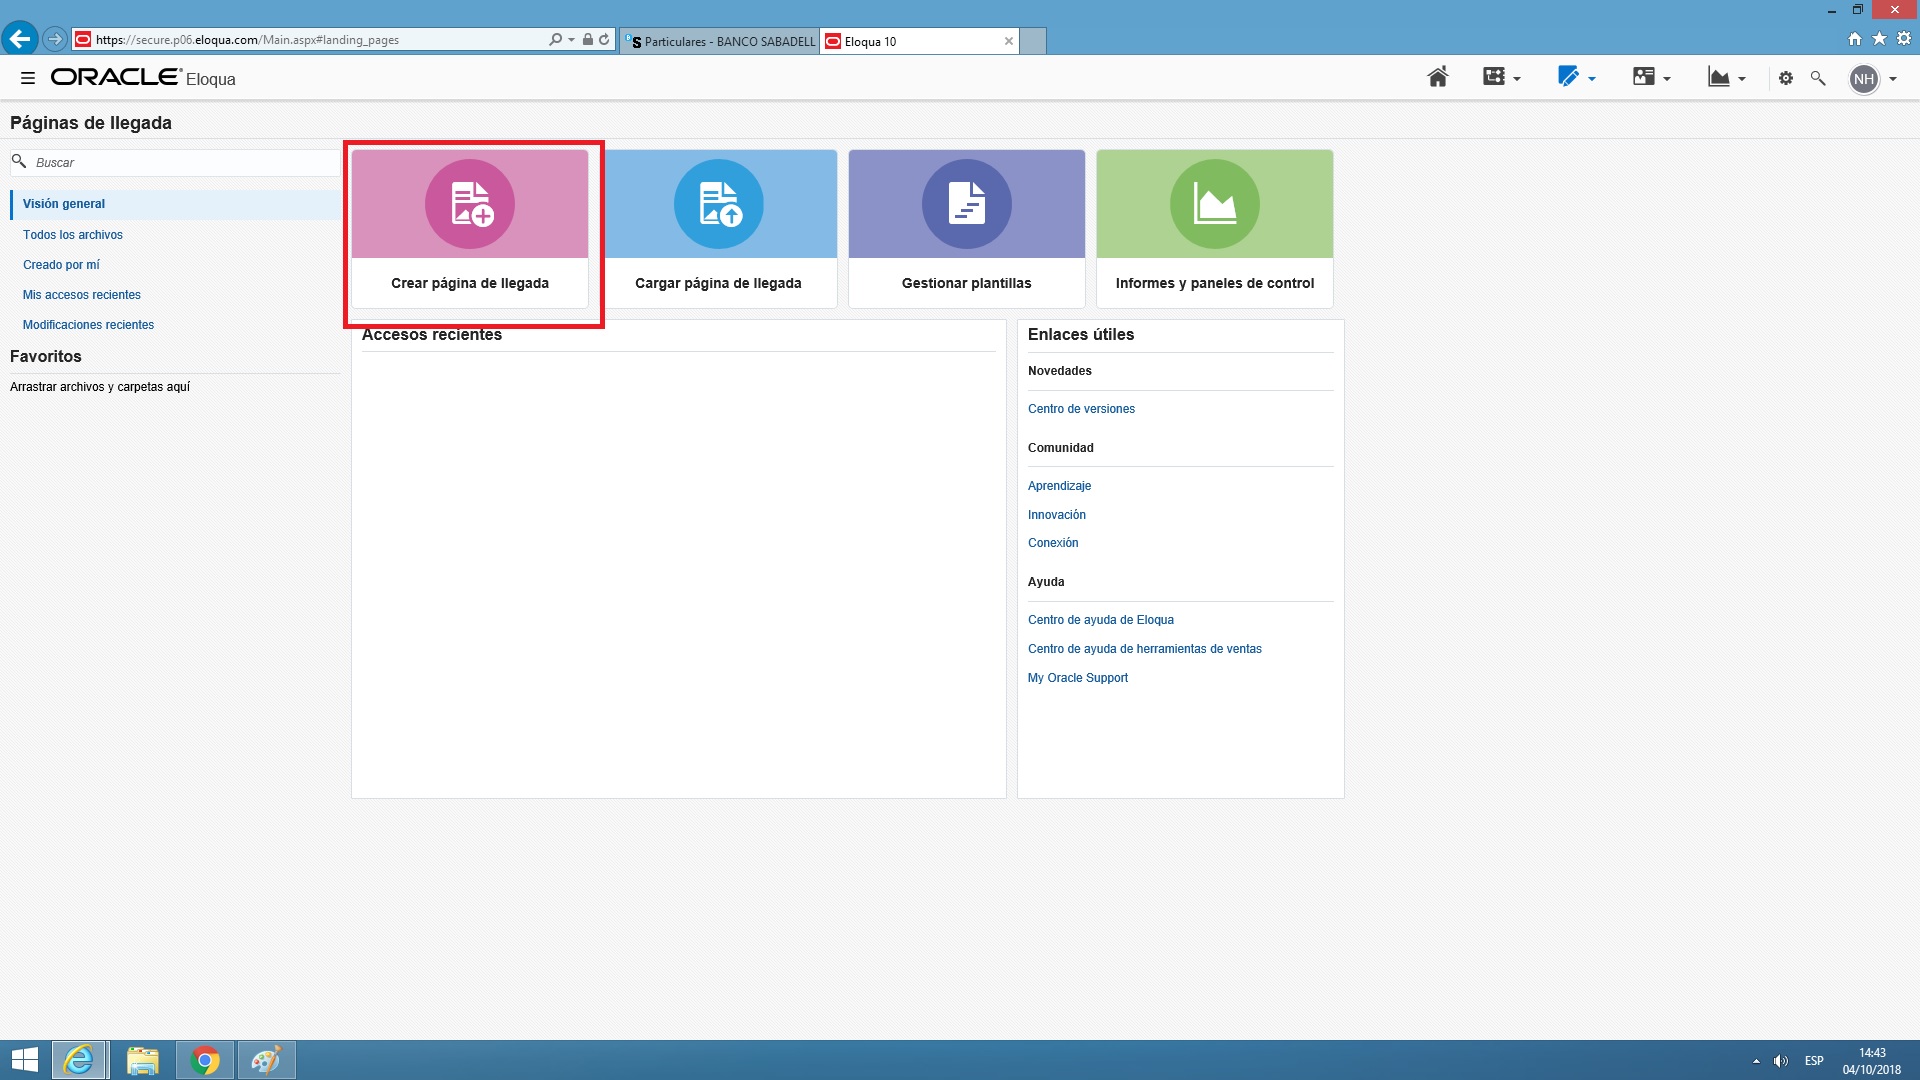 https://secure.p06.eloqua.com/Main.aspx#landing_pages
Particulares - BANCO SABADELL
Eloqua 10
ORACLE Eloqua
NH
Páginas de llegada
Buscar
Visión general
Todos los archivos
Creado por mí
Mis accesos recientes
Modificaciones recientes
Favoritos
Arrastrar archivos y carpetas aquí
Crear página de llegada
Cargar página de llegada
Gestionar plantillas
Informes y paneles de control
Accesos recientes
Enlaces útiles
Novedades
Centro de versiones
Comunidad
Aprendizaje
Innovación
Conexión
Ayuda
Centro de ayuda de Eloqua
Centro de ayuda de herramientas de ventas
My Oracle Support
ESP
14:43
04/10/2018